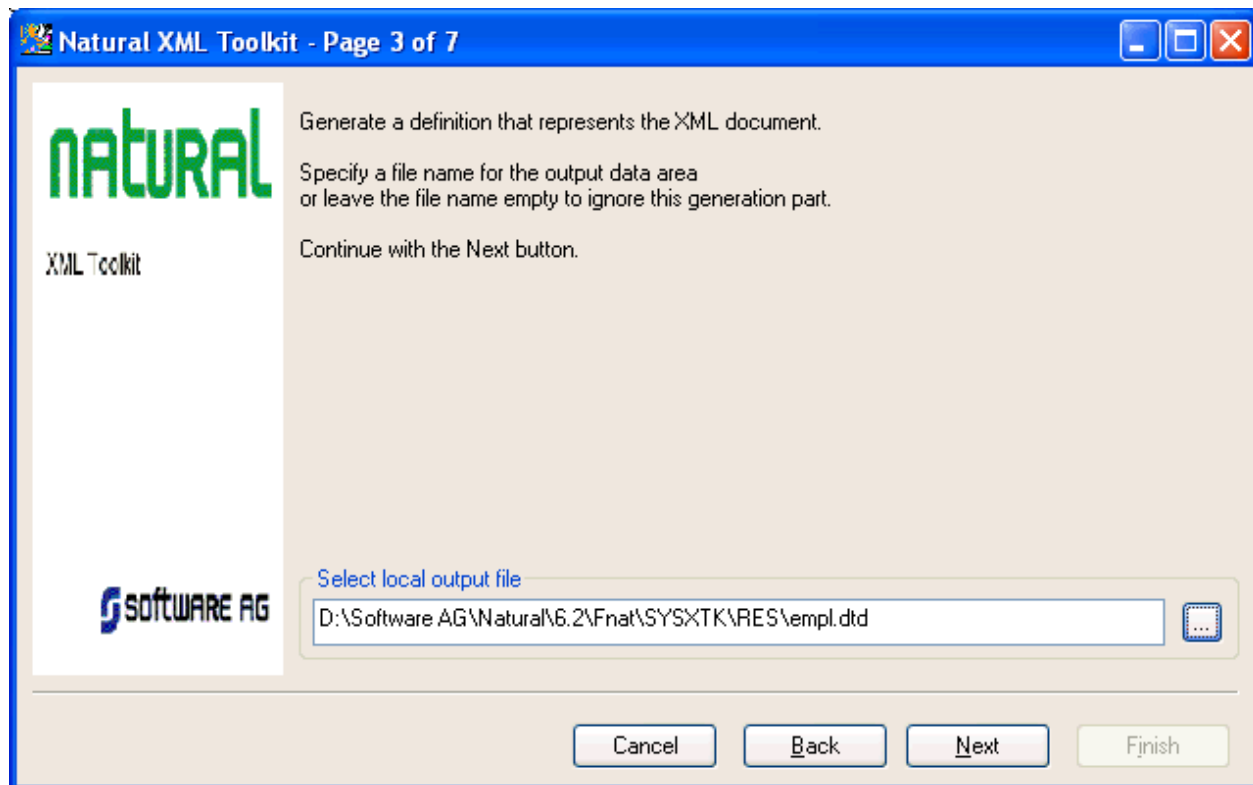 Natural XML Toolkit - Page 3 of 7
natural
XML Toolkit
Generate a definition that represents the XML document.
Specify a file name for the output data area
or leave the file name empty to ignore this generation part.
Continue with the Next button.
software AG
Select local output file
D:\Software AG\Natural\6.2\Fnat\SYSXTK\RES\empl.dtd
...
Cancel
Back
Next
Finish